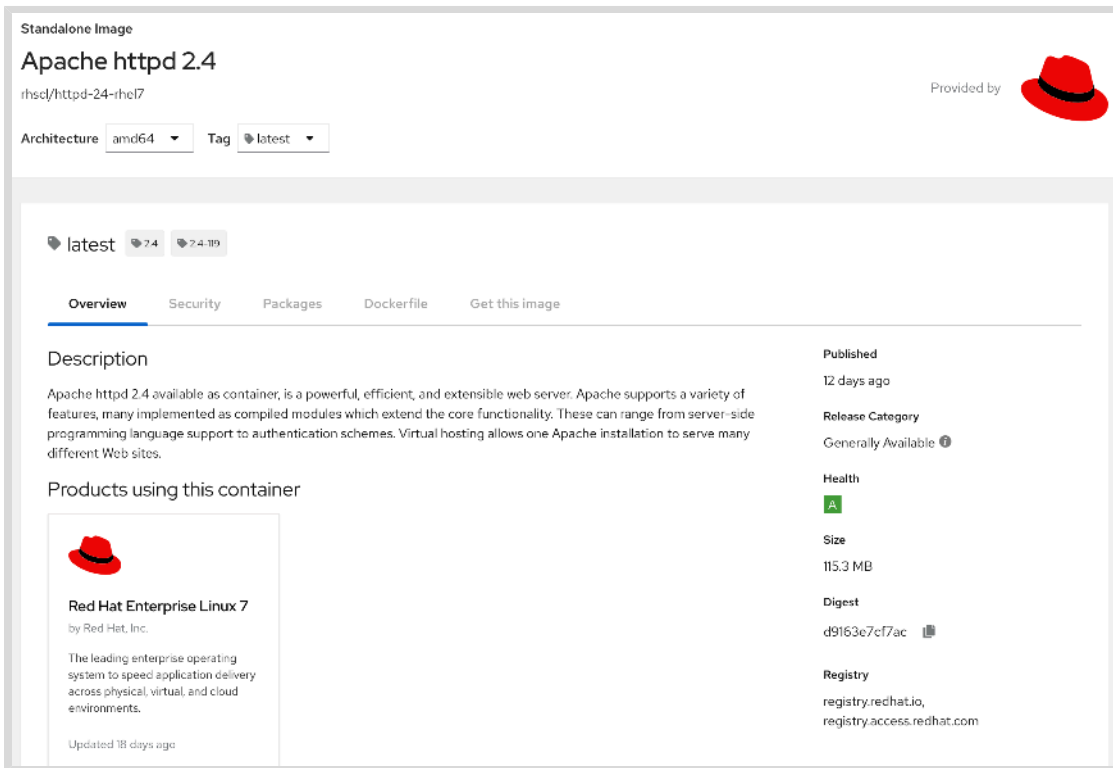 Standalone Image
Apache httpd 2.4
rhscl/httpd-24-rhel7
Provided by
Architecture amd64 Tag latest
latest 2.4 2.4-119
Overview Security Packages Dockerfile Get this image
Description
Apache httpd 2.4 available as container, is a powerful, efficient, and extensible web server. Apache supports a variety of
features, many implemented as compiled modules which extend the core functionality. These can range from server-side
programming language support to authentication schemes. Virtual hosting allows one Apache installation to serve many
different Web sites.
Products using this container
Red Hat Enterprise Linux 7
by Red Hat, Inc.
The leading enterprise operating
system to speed application delivery
across physical, virtual, and cloud
environments.
Updated 18 days ago
Published
12 days ago
Release Category
Generally Available
Health
A
Size
115.3 MB
Digest
d9163e7cf7ac
Registry
registry.redhat.io,
registry.access.redhat.com